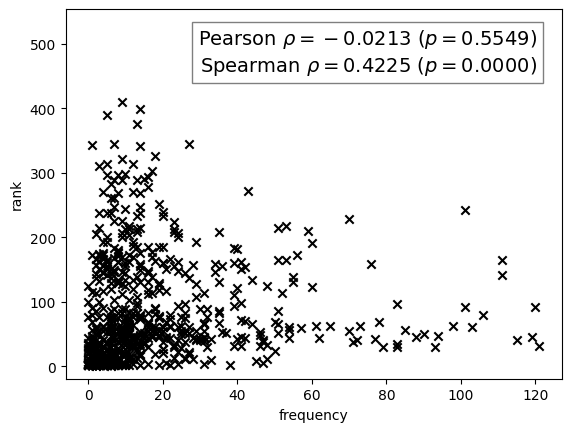 Pearson ρ = − 0.0213 (p = 0.5549)
Spearman ρ = 0.4225 (p = 0.0000)
500
400
300
200
100
0
rank
0 20 40 60 80 100 120
frequency